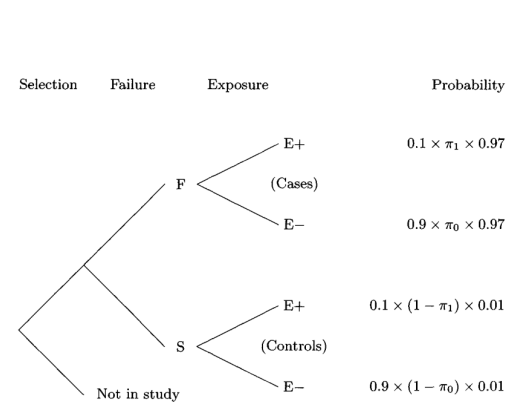 Selection Failure Exposure Probability
E+ 0.1 × π₁ × 0.97
F (Cases)
E− 0.9 × π₀ × 0.97
E+ 0.1 × (1 − π₁) × 0.01
S (Controls)
E− 0.9 × (1 − π₀) × 0.01
Not in study